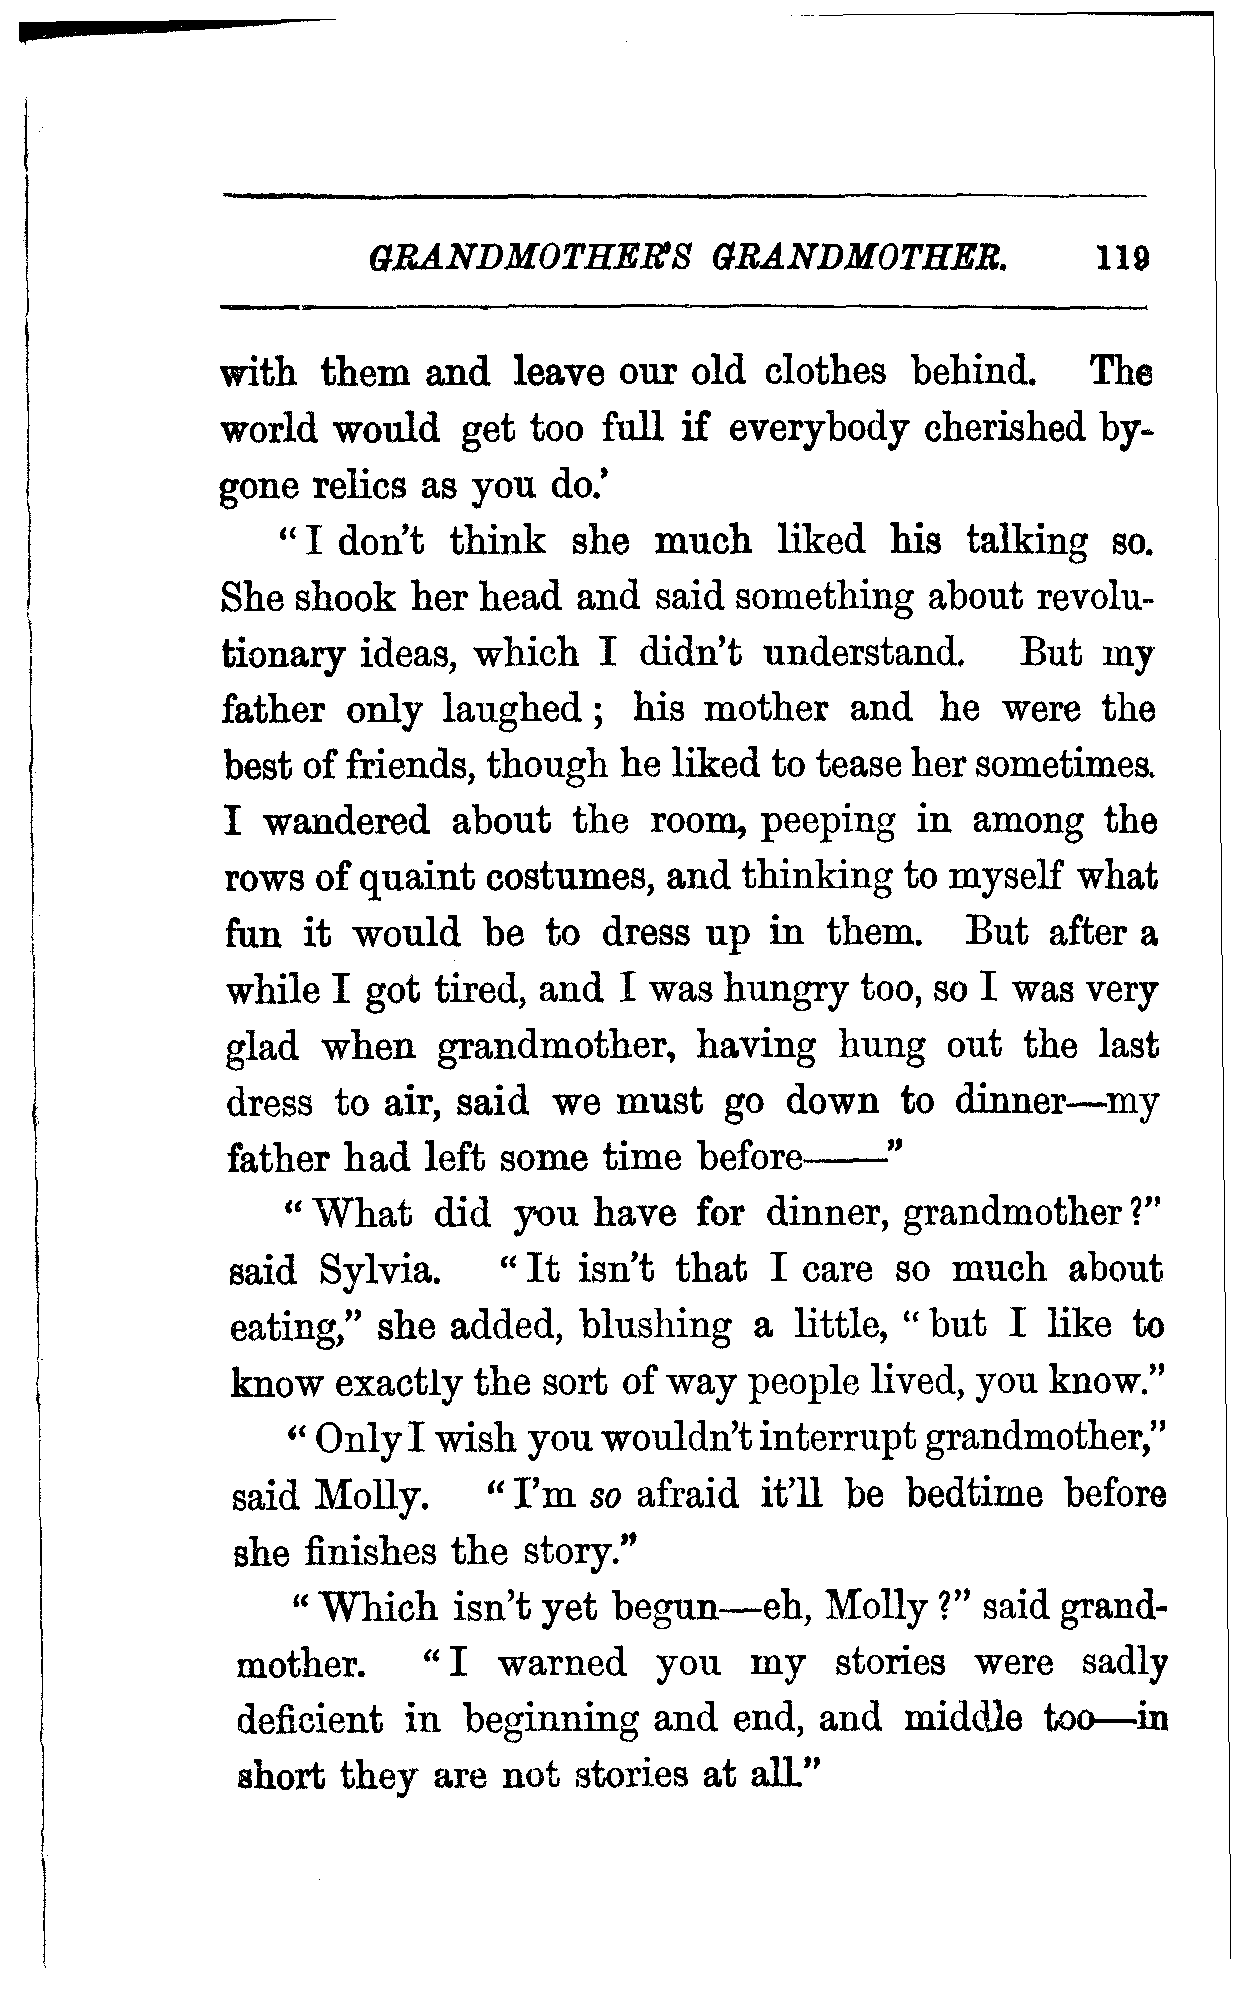 GRANDMOTHER'S GRANDMOTHER. 119
with them and leave our old clothes behind. The
world would get too full if everybody cherished by-
gone relics as you do.'
"I don't think she much liked his talking so.
She shook her head and said something about revolu-
tionary ideas, which I didn't understand. But my
father only laughed; his mother and he were the
best of friends, though he liked to tease her sometimes.
I wandered about the room, peeping in among the
rows of quaint costumes, and thinking to myself what
fun it would be to dress up in them. But after a
while I got tired, and I was hungry too, so I was very
glad when grandmother, having hung out the last
dress to air, said we must go down to dinner—my
father had left some time before——"
"What did you have for dinner, grandmother?"
said Sylvia. "It isn't that I care so much about
eating," she added, blushing a little, "but I like to
know exactly the sort of way people lived, you know."
"Only I wish you wouldn't interrupt grandmother,"
said Molly. "I'm so afraid it'll be bedtime before
she finishes the story."
"Which isn't yet begun—eh, Molly?" said grand-
mother. "I warned you my stories were sadly
deficient in beginning and end, and middle too—in
short they are not stories at all."